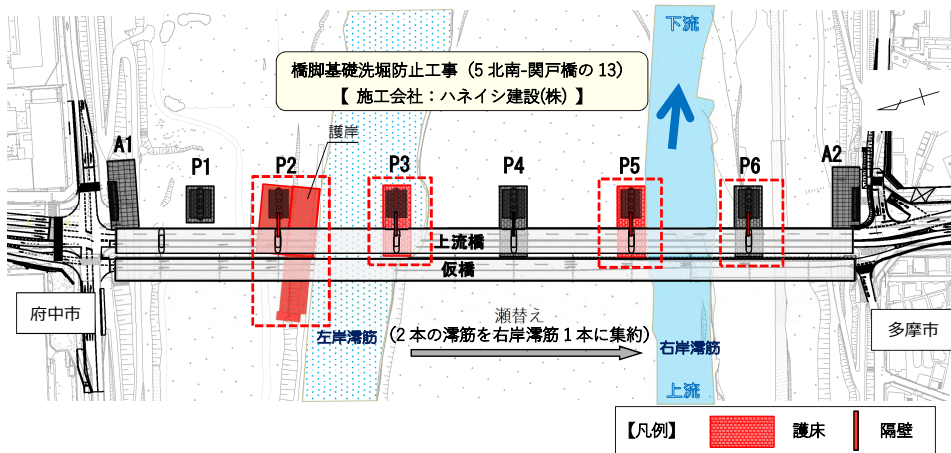 橋脚基礎洗堀防止工事（5 北南-関戸橋の 13）
【 施工会社：ハネイシ建設(株) 】
下流
護岸
A1
P1
P2
P3
P4
P5
P6
A2
上流橋
仮橋
府中市
多摩市
瀬替え
(２本の澪筋を右岸澪筋１本に集約)
左岸澪筋
右岸澪筋
上流
【凡例】
護床
隔壁